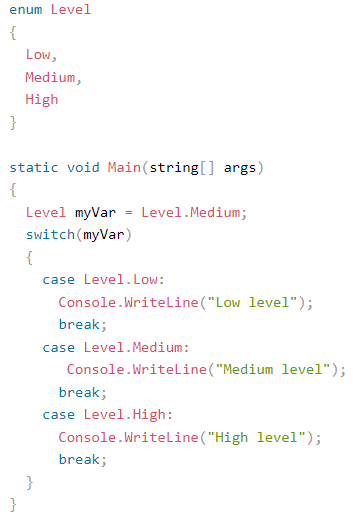 enum Level
{
  Low,
  Medium,
  High
}

static void Main(string[] args)
{
  Level myVar = Level.Medium;
  switch(myVar)
  {
    case Level.Low:
      Console.WriteLine("Low level");
      break;
    case Level.Medium:
       Console.WriteLine("Medium level");
      break;
    case Level.High:
      Console.WriteLine("High level");
      break;
  }
}